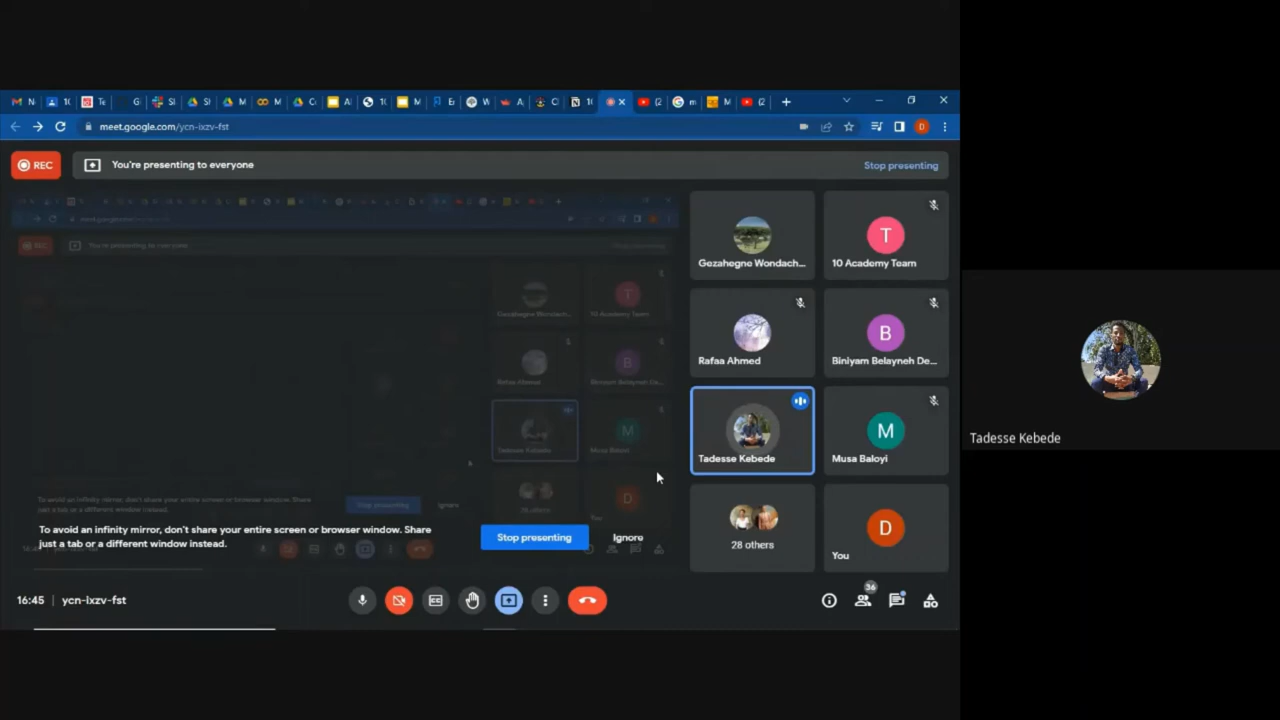 meet.google.com/ycn-ixzv-fst
REC
You're presenting to everyone
Stop presenting
Gezahegne Wondach...
T
10 Academy Team
Rafaa Ahmed
B
Biniyam Belayneh De...
Tadesse Kebede
M
Musa Baloyi
28 others
D
You
To avoid an infinity mirror, don't share your entire screen or browser window. Share
just a tab or a different window instead.
Stop presenting
Ignore
16:45 | ycn-ixzv-fst
36
Tadesse Kebede